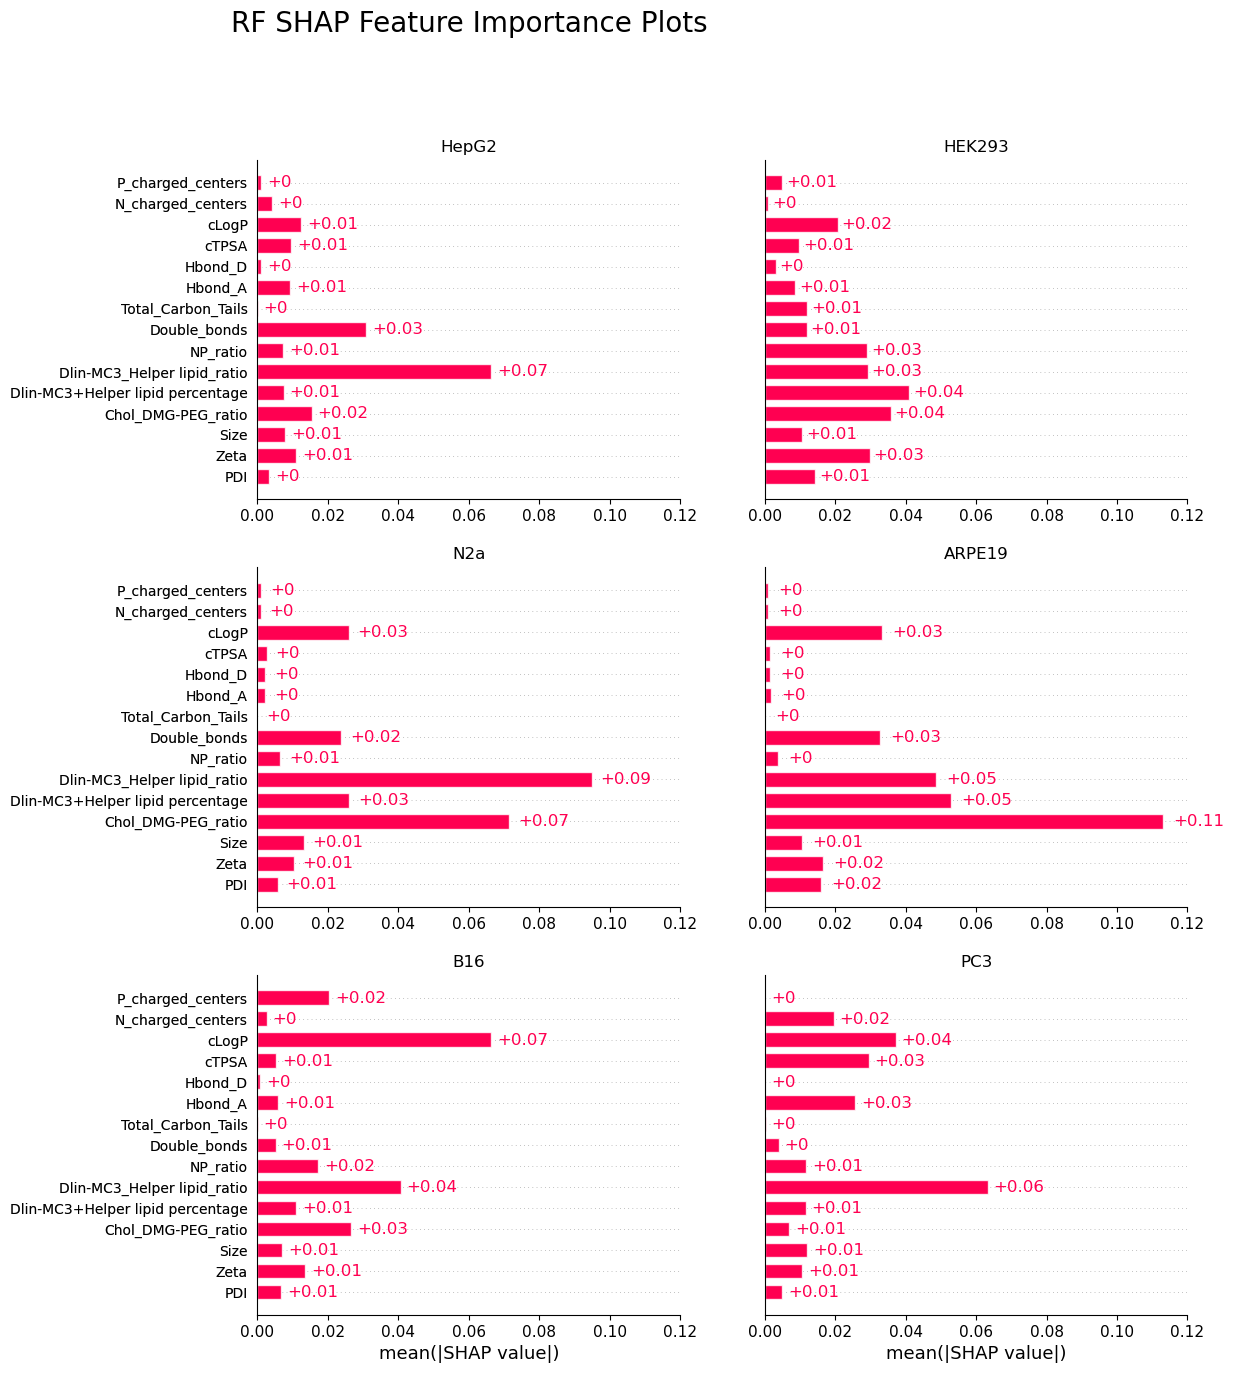 RF SHAP Feature Importance Plots
HepG2
P_charged_centers +0
N_charged_centers +0
cLogP +0.01
cTPSA +0.01
Hbond_D +0
Hbond_A +0.01
Total_Carbon_Tails +0
Double_bonds +0.03
NP_ratio +0.01
Dlin-MC3_Helper lipid_ratio +0.07
Dlin-MC3+Helper lipid percentage +0.01
Chol_DMG-PEG_ratio +0.02
Size +0.01
Zeta +0.01
PDI +0
0.00 0.02 0.04 0.06 0.08 0.10 0.12
HEK293
+0.01
+0
+0.02
+0.01
+0
+0.01
+0.01
+0.01
+0.03
+0.03
+0.04
+0.04
+0.01
+0.03
+0.01
0.00 0.02 0.04 0.06 0.08 0.10 0.12
N2a
P_charged_centers +0
N_charged_centers +0
cLogP +0.03
cTPSA +0
Hbond_D +0
Hbond_A +0
Total_Carbon_Tails +0
Double_bonds +0.02
NP_ratio +0.01
Dlin-MC3_Helper lipid_ratio +0.09
Dlin-MC3+Helper lipid percentage +0.03
Chol_DMG-PEG_ratio +0.07
Size +0.01
Zeta +0.01
PDI +0.01
0.00 0.02 0.04 0.06 0.08 0.10 0.12
ARPE19
+0
+0
+0.03
+0
+0
+0
+0
+0.03
+0
+0.05
+0.05
+0.11
+0.01
+0.02
+0.02
0.00 0.02 0.04 0.06 0.08 0.10 0.12
B16
P_charged_centers +0.02
N_charged_centers +0
cLogP +0.07
cTPSA +0.01
Hbond_D +0
Hbond_A +0.01
Total_Carbon_Tails +0
Double_bonds +0.01
NP_ratio +0.02
Dlin-MC3_Helper lipid_ratio +0.04
Dlin-MC3+Helper lipid percentage +0.01
Chol_DMG-PEG_ratio +0.03
Size +0.01
Zeta +0.01
PDI +0.01
0.00 0.02 0.04 0.06 0.08 0.10 0.12
mean(|SHAP value|)
PC3
+0
+0.02
+0.04
+0.03
+0
+0.03
+0
+0
+0.01
+0.06
+0.01
+0.01
+0.01
+0.01
+0.01
0.00 0.02 0.04 0.06 0.08 0.10 0.12
mean(|SHAP value|)